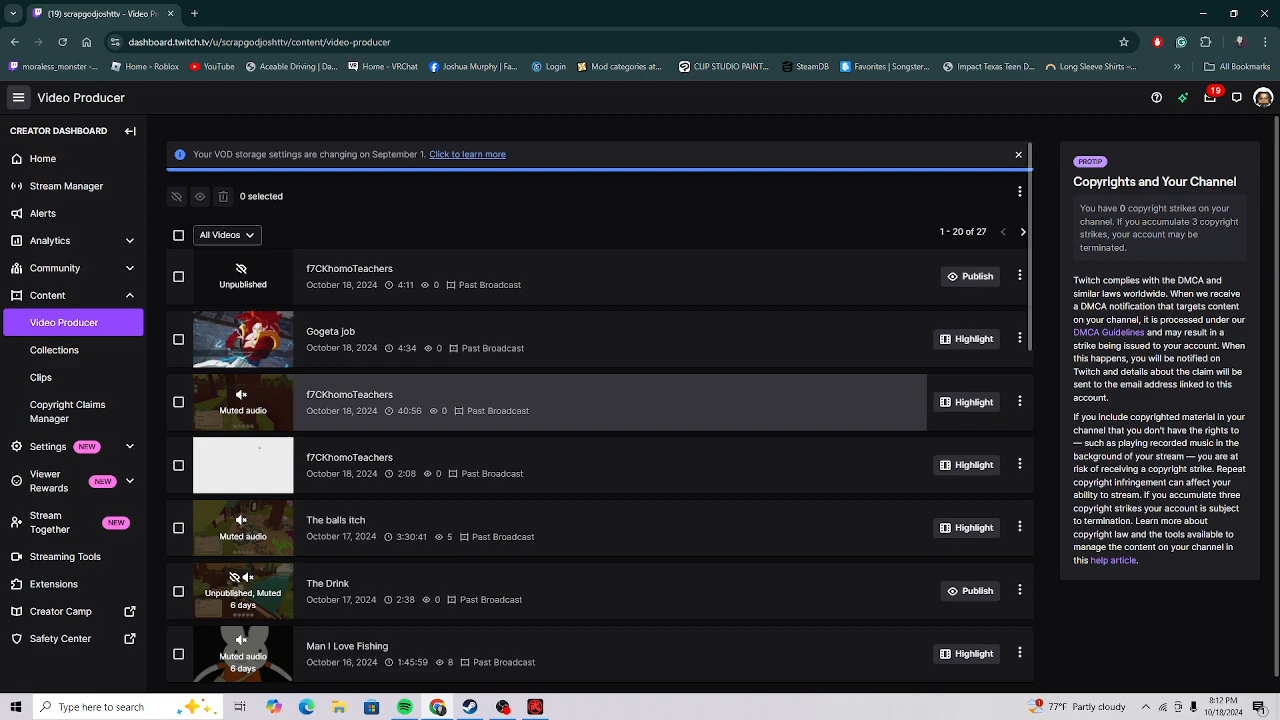 (19) scrapgodjoshttv - Video Pr
dashboard.twitch.tv/u/scrapgodjoshttv/content/video-producer
morales_monster -...
Home - Roblox
YouTube
Aceable Driving | Da...
Home - VRChat
Joshua Murphy | Fa...
Login
Mod categories at...
CLIP STUDIO PAINT...
SteamDB
Favorites | Songster...
Impact Texas Teen D...
Long Sleeve Shirts -...
All Bookmarks
Video Producer
19
CREATOR DASHBOARD
Home
Stream Manager
Alerts
Analytics
Community
Content
Video Producer
Collections
Clips
Copyright Claims
Manager
Settings NEW
Viewer
Rewards NEW
Stream
Together NEW
Streaming Tools
Extensions
Creator Camp
Safety Center
Your VOD storage settings are changing on September 1. Click to learn more
0 selected
All Videos
1 - 20 of 27
Unpublished
f7CKhomoTeachers
October 18, 2024 4:11 0 Past Broadcast
Publish
Gogeta job
October 18, 2024 4:34 0 Past Broadcast
Highlight
Muted audio
f7CKhomoTeachers
October 18, 2024 40:56 0 Past Broadcast
Highlight
f7CKhomoTeachers
October 18, 2024 2:08 0 Past Broadcast
Highlight
Muted audio
The balls itch
October 17, 2024 3:30:41 5 Past Broadcast
Highlight
Unpublished, Muted
6 days
The Drink
October 17, 2024 2:38 0 Past Broadcast
Publish
Muted audio
6 days
Man I Love Fishing
October 16, 2024 1:45:59 8 Past Broadcast
Highlight
PROTIP
Copyrights and Your Channel
You have 0 copyright strikes on your
channel. If you accumulate 3 copyright
strikes, your account may be
terminated.
Twitch complies with the DMCA and
similar laws worldwide. When we receive
a DMCA notification that targets content
on your channel, it is processed under our
DMCA Guidelines and may result in a
strike being issued to your account. When
this happens, you will be notified on
Twitch and details about the claim will be
sent to the email address linked to this
account.
If you include copyrighted material in your
channel that you don't have the rights to
— such as playing recorded music in the
background of your stream — you are at
risk of receiving a copyright strike. Repeat
copyright infringement can affect your
ability to stream. If you accumulate three
copyright strikes, your account is subject
to termination. Learn more about
copyright law and the tools available to
manage the content on your channel in
this help article.
Type here to search
77°F Partly cloudy
8:12 PM
10/18/2024